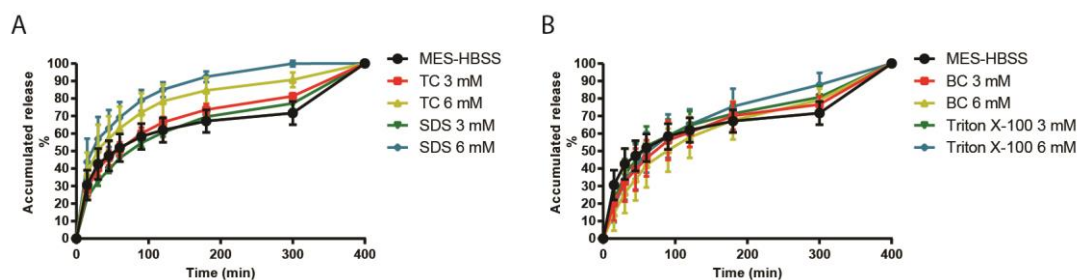 A
B
Accumulated release
%
100
90
80
70
60
50
40
30
20
10
0
0
100
200
300
400
Time (min)
MES-HBSS
TC 3 mM
TC 6 mM
SDS 3 mM
SDS 6 mM
Accumulated release
%
100
90
80
70
60
50
40
30
20
10
0
0
100
200
300
400
Time (min)
MES-HBSS
BC 3 mM
BC 6 mM
Triton X-100 3 mM
Triton X-100 6 mM